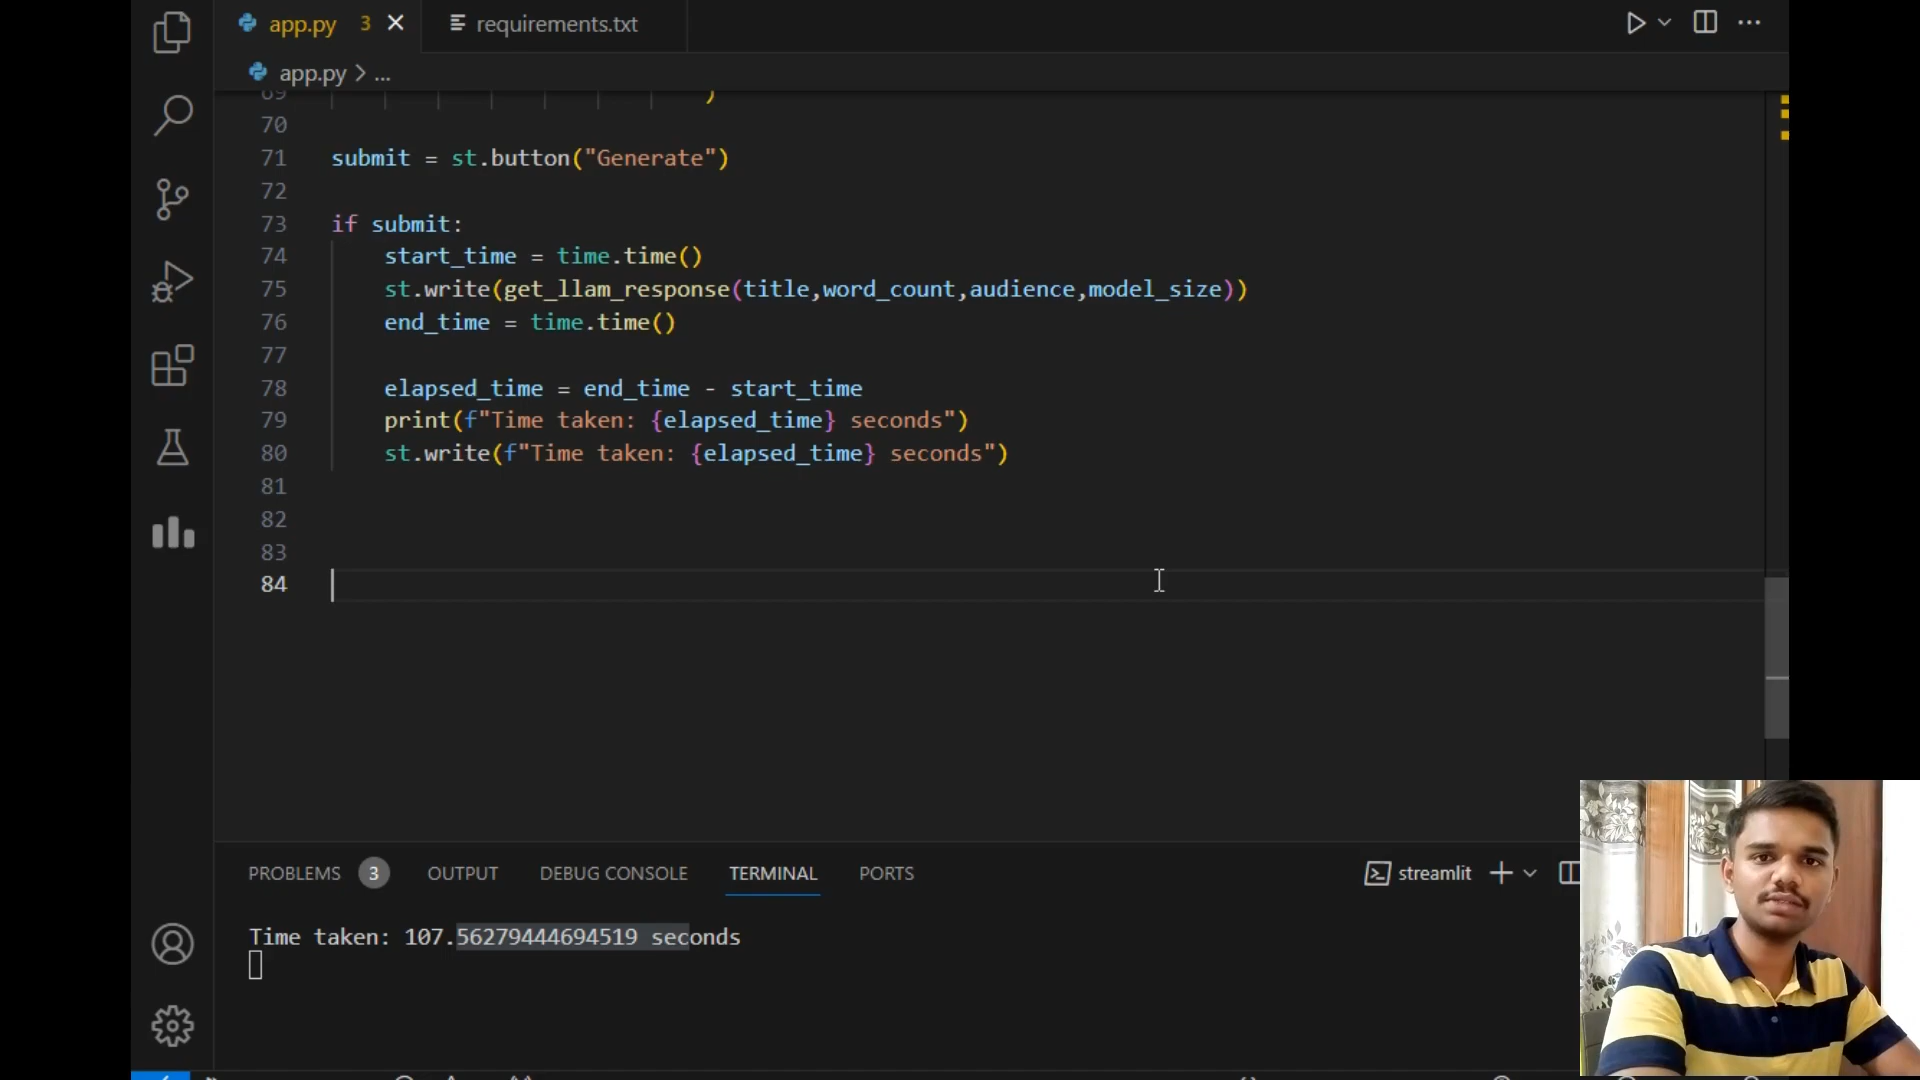 app.py 3
requirements.txt
app.py > ...
69 )
70
71 submit = st.button("Generate")
72
73 if submit:
74 start_time = time.time()
75 st.write(get_llam_response(title,word_count,audience,model_size))
76 end_time = time.time()
77
78 elapsed_time = end_time - start_time
79 print(f"Time taken: {elapsed_time} seconds")
80 st.write(f"Time taken: {elapsed_time} seconds")
81
82
83
84
PROBLEMS 3 OUTPUT DEBUG CONSOLE TERMINAL PORTS streamlit
Time taken: 107.56279444694519 seconds